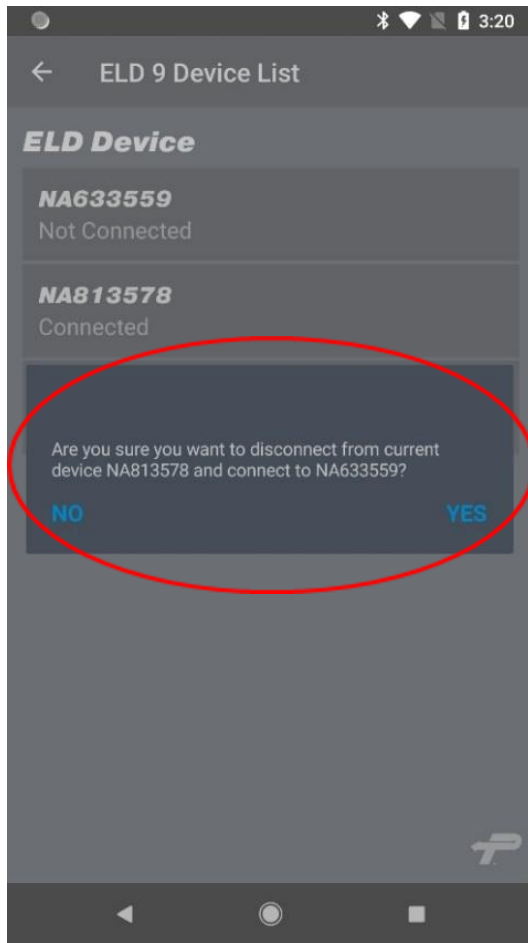 3:20
ELD 9 Device List
ELD Device
NA633559
Not Connected
NA813578
Connected
Are you sure you want to disconnect from current
device NA813578 and connect to NA633559?
NO YES